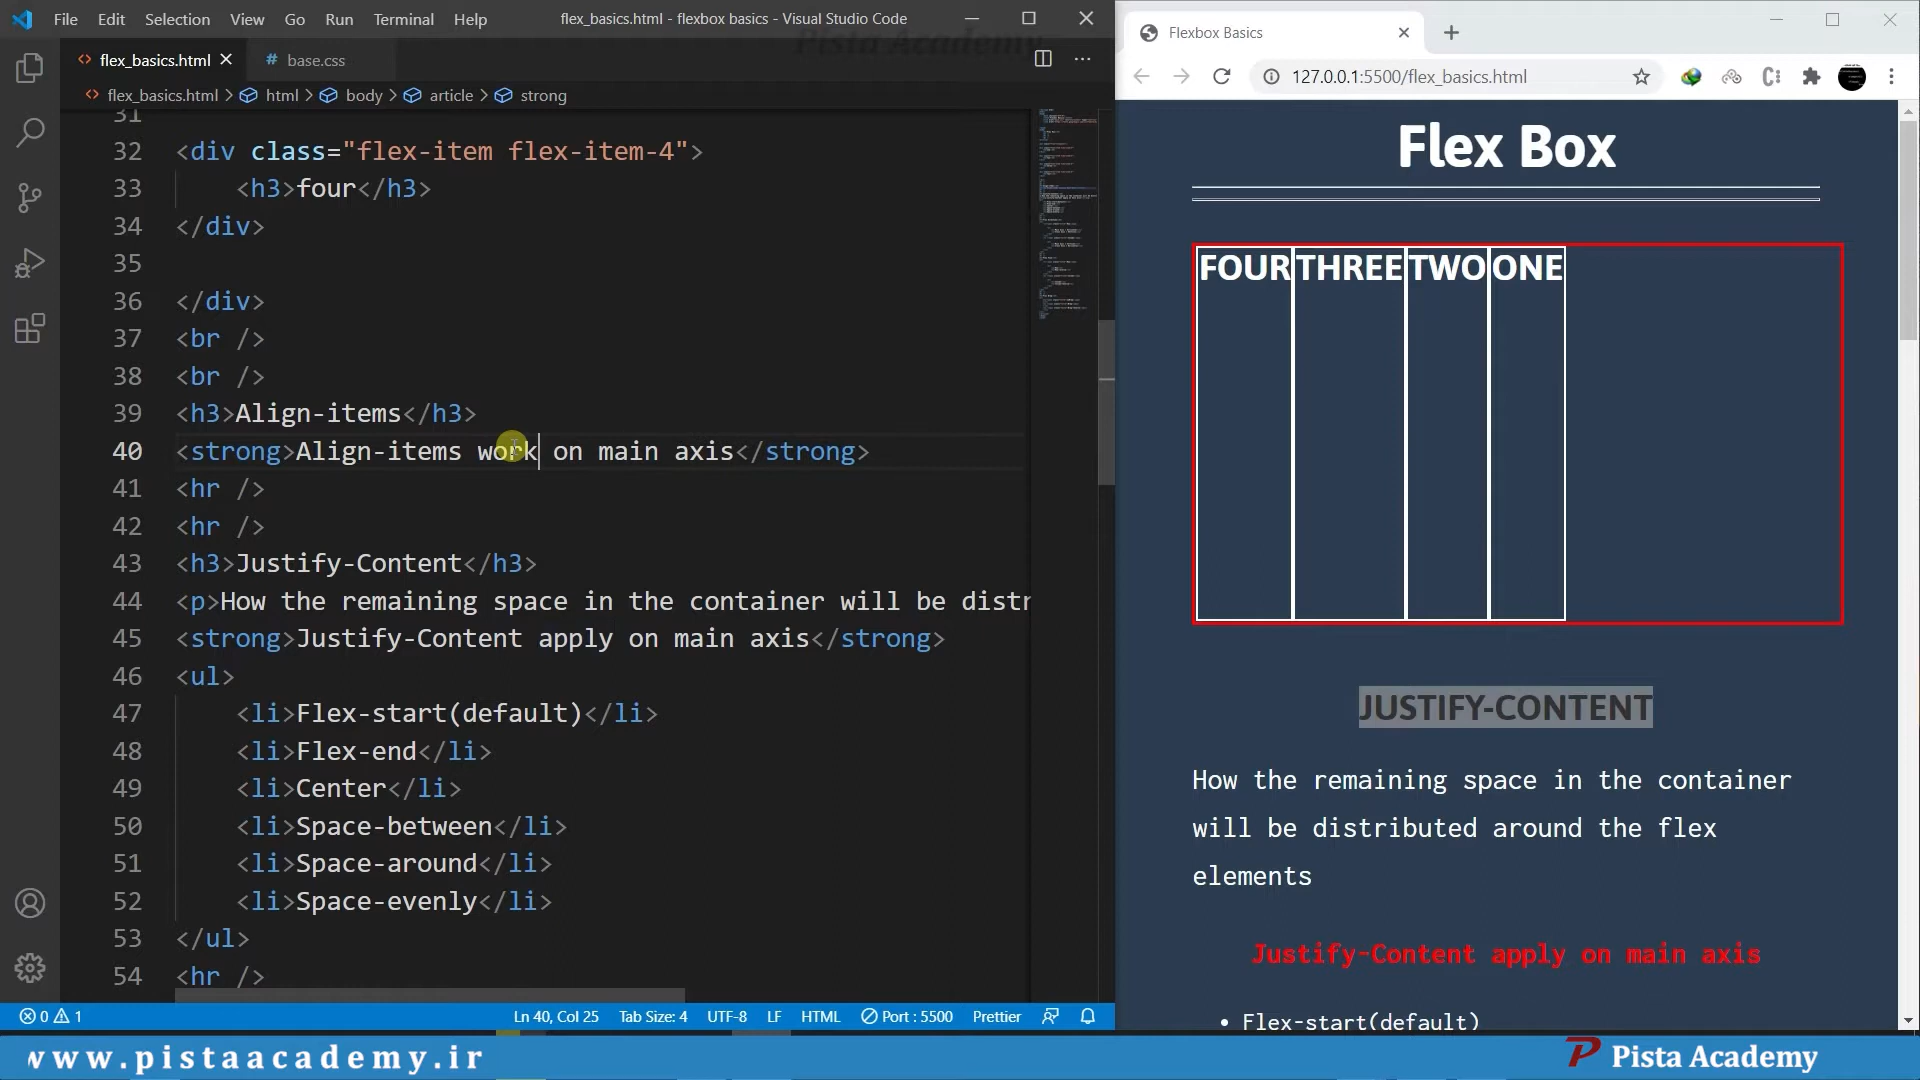 File Edit Selection View Go Run Terminal Help
flex_basics.html - flexbox basics - Visual Studio Code
Pista Academy
flex_basics.html
# base.css
flex_basics.html > html > body > article > strong
31
32 <div class="flex-item flex-item-4">
33 <h3>four</h3>
34 </div>
35
36 </div>
37 <br />
38 <br />
39 <h3>Align-items</h3>
40 <strong>Align-items work on main axis</strong>
41 <hr />
42 <hr />
43 <h3>Justify-Content</h3>
44 <p>How the remaining space in the container will be distr
45 <strong>Justify-Content apply on main axis</strong>
46 <ul>
47 <li>Flex-start(default)</li>
48 <li>Flex-end</li>
49 <li>Center</li>
50 <li>Space-between</li>
51 <li>Space-around</li>
52 <li>Space-evenly</li>
53 </ul>
54 <hr />
0 1 Ln 40, Col 25 Tab Size: 4 UTF-8 LF HTML Port : 5500 Prettier
Flexbox Basics
127.0.0.1:5500/flex_basics.html
Flex Box
FOUR THREE TWO ONE
JUSTIFY-CONTENT
How the remaining space in the container
will be distributed around the flex
elements
Justify-Content apply on main axis
• Flex-start(default)
www.pistaacademy.ir
Pista Academy